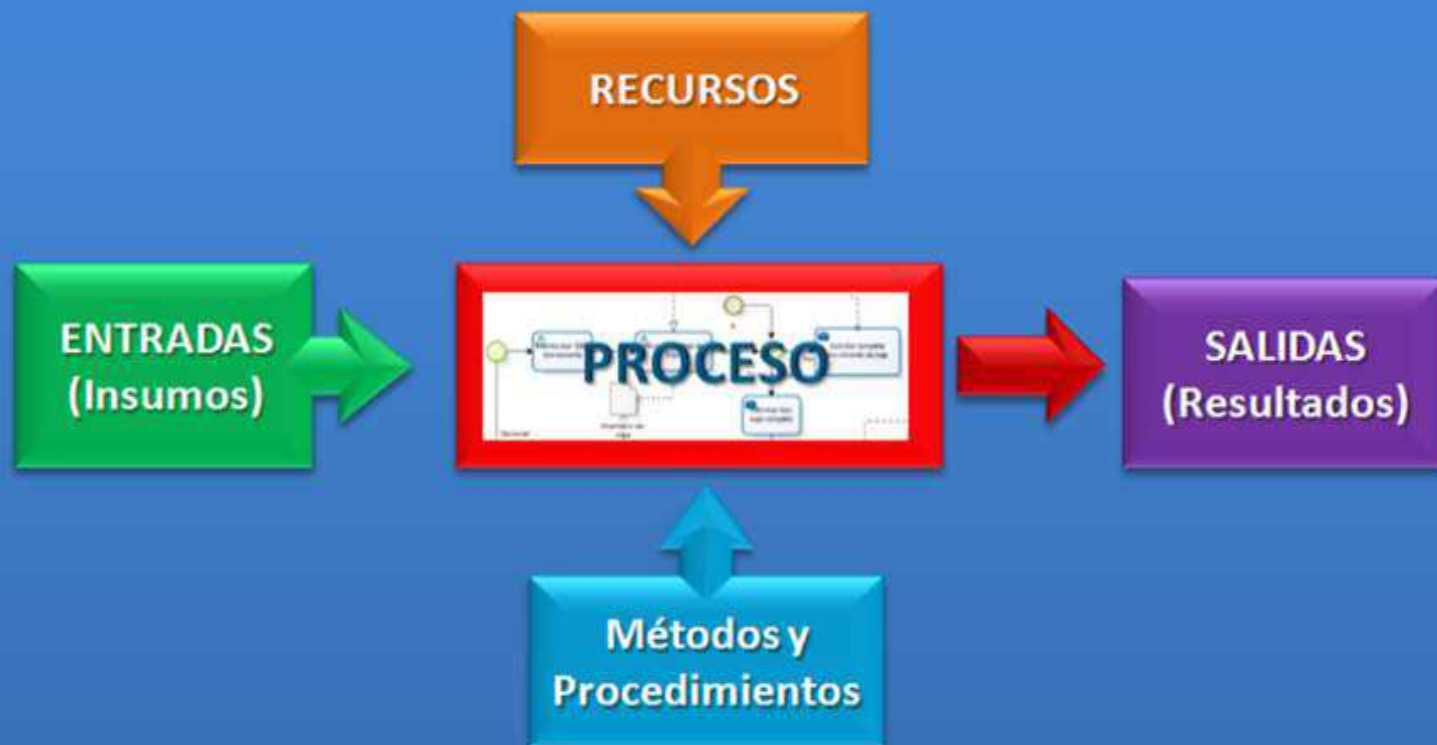 RECURSOS
ENTRADAS
(Insumos)
PROCESO
SALIDAS
(Resultados)
Métodos y
Procedimientos